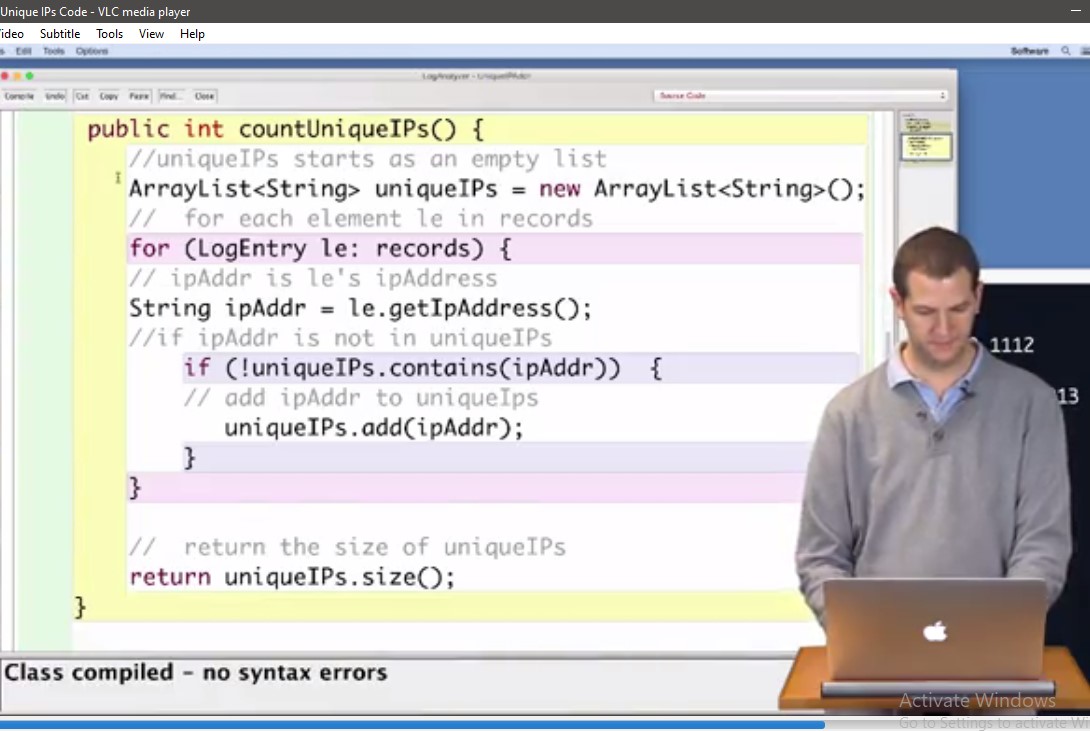 Unique IPs Code - VLC media player
ideo Subtitle Tools View Help
Edit Tools Options
Software
LogAnalyzer - UniqueIPAddr
Compile Undo Cut Copy Paste Find... Close
Source Code
public int countUniqueIPs() {
//uniqueIPs starts as an empty list
ArrayList<String> uniqueIPs = new ArrayList<String>();
// for each element le in records
for (LogEntry le: records) {
// ipAddr is le's ipAddress
String ipAddr = le.getIpAddress();
//if ipAddr is not in uniqueIPs
if (!uniqueIPs.contains(ipAddr)) {
// add ipAddr to uniqueIps
uniqueIPs.add(ipAddr);
}
}
// return the size of uniqueIPs
return uniqueIPs.size();
}
1112
13
Class compiled - no syntax errors
Activate Windows
Go to Settings to activate Wi